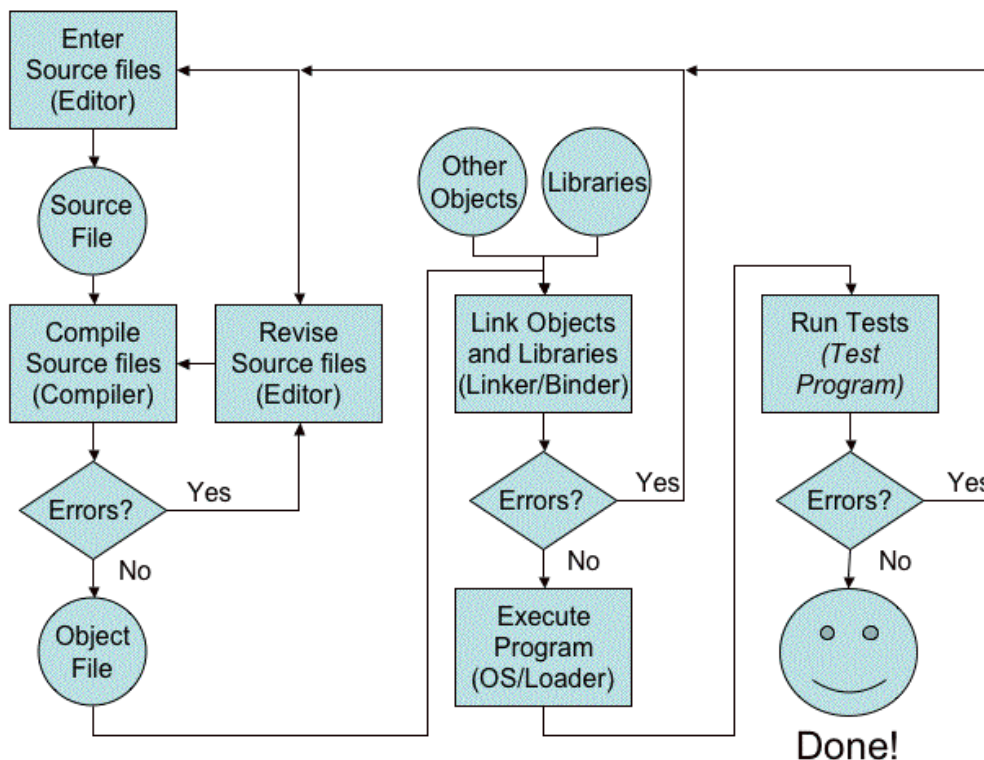 Enter
Source files
(Editor)
Source
File
Compile
Source files
(Compiler)
Revise
Source files
(Editor)
Errors?
Yes
No
Object
File
Other
Objects
Libraries
Link Objects
and Libraries
(Linker/Binder)
Errors?
Yes
No
Execute
Program
(OS/Loader)
Run Tests
(Test
Program)
Errors?
Yes
No
Done!